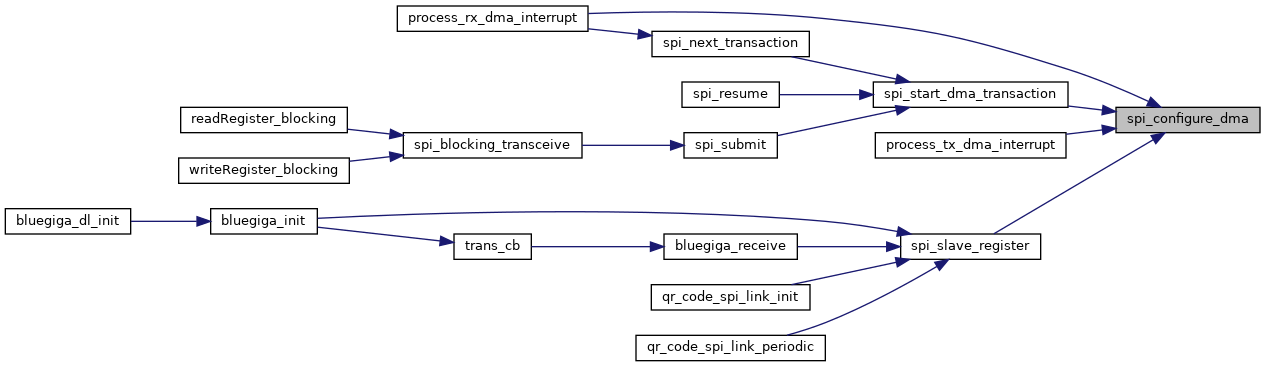 process_rx_dma_interrupt
spi_next_transaction
spi_resume
spi_start_dma_transaction
readRegister_blocking
spi_configure_dma
spi_blocking_transceive
spi_submit
process_tx_dma_interrupt
writeRegister_blocking
bluegiga_dl_init
bluegiga_init
trans_cb
bluegiga_receive
spi_slave_register
qr_code_spi_link_init
qr_code_spi_link_periodic